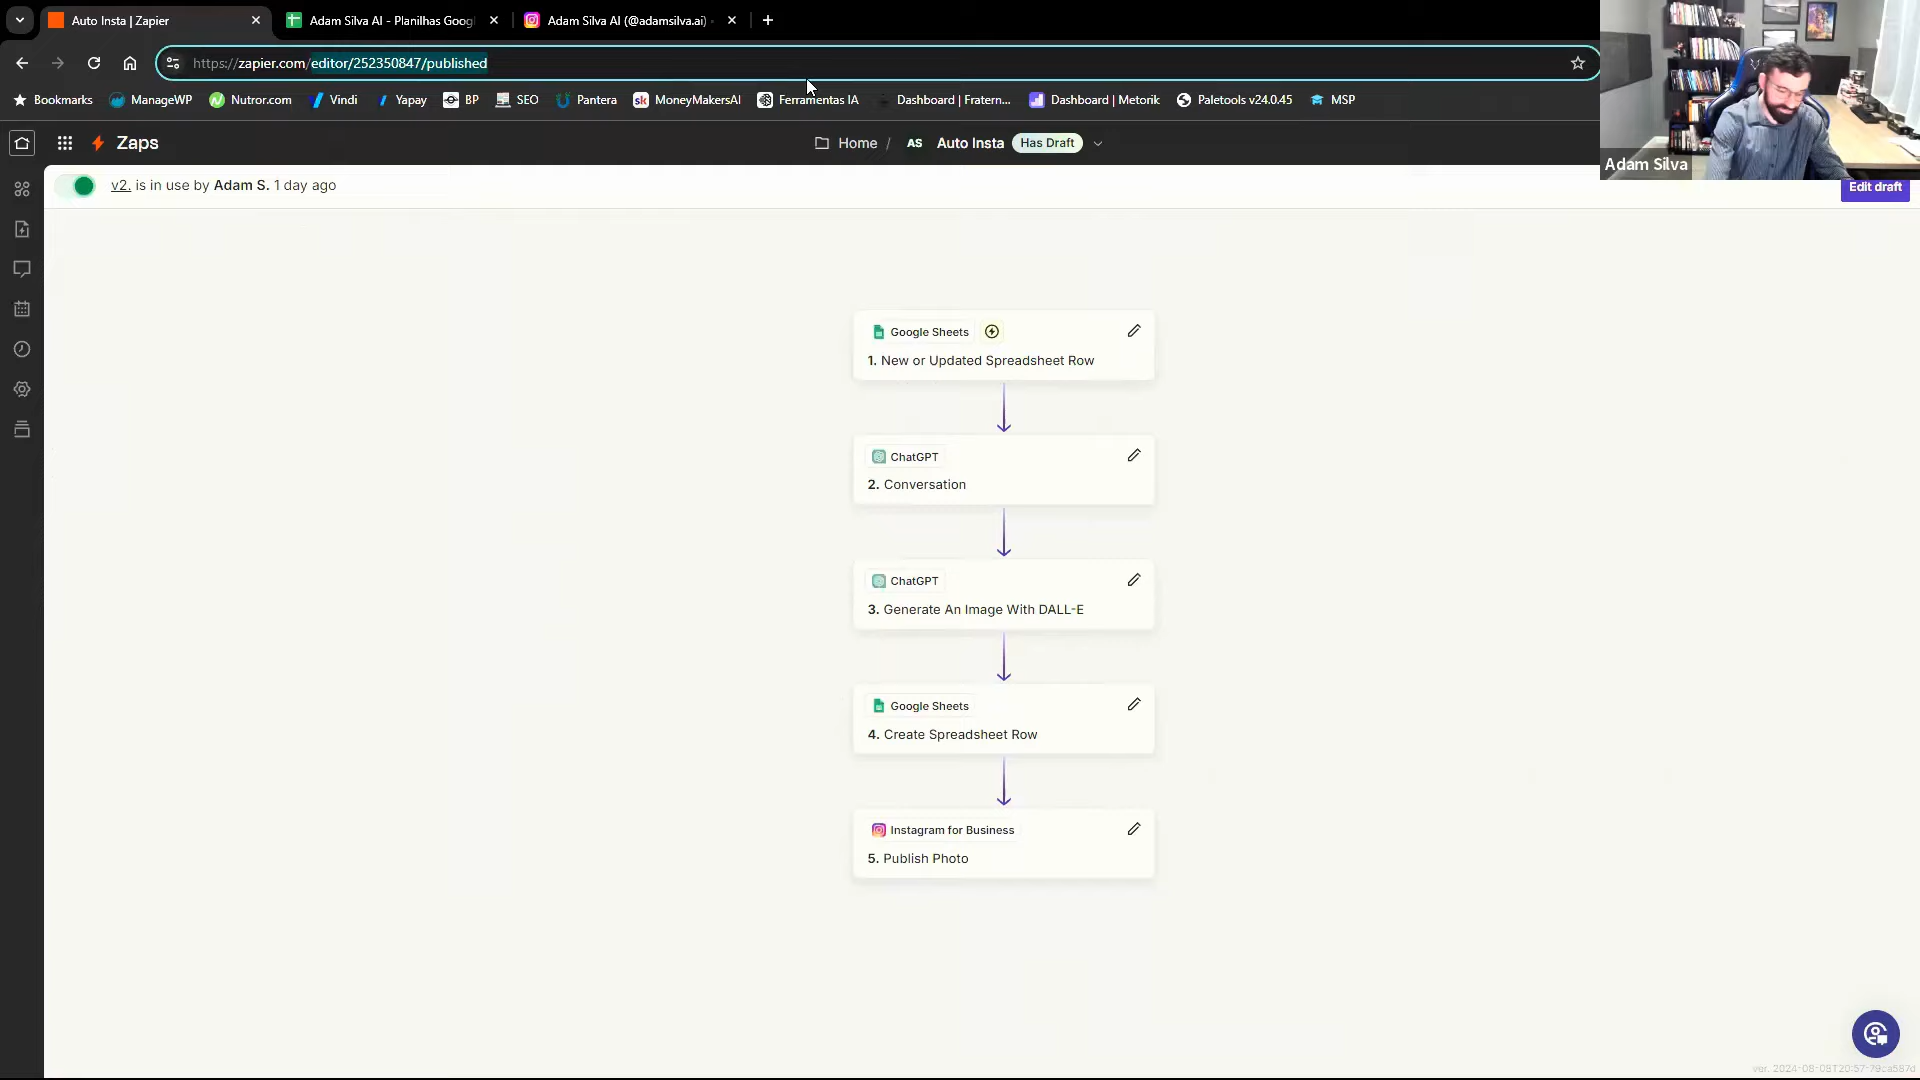 Auto Insta | Zapier
Adam Silva AI - Planilhas Goog
Adam Silva AI (@adamsilva.ai)
https://zapier.com/editor/252350847/published
Bookmarks
ManageWP
Nutror.com
Vindi
Yapay
BP
SEO
Pantera
sk MoneyMakersAI
Ferramentas IA
Dashboard | Fratern...
Dashboard | Metorik
Paletools v24.0.45
MSP
Zaps
Home /
AS Auto Insta
Has Draft
Adam Silva
v2. is in use by Adam S. 1 day ago
Edit draft
Google Sheets
1. New or Updated Spreadsheet Row
ChatGPT
2. Conversation
ChatGPT
3. Generate An Image With DALL-E
Google Sheets
4. Create Spreadsheet Row
Instagram for Business
5. Publish Photo